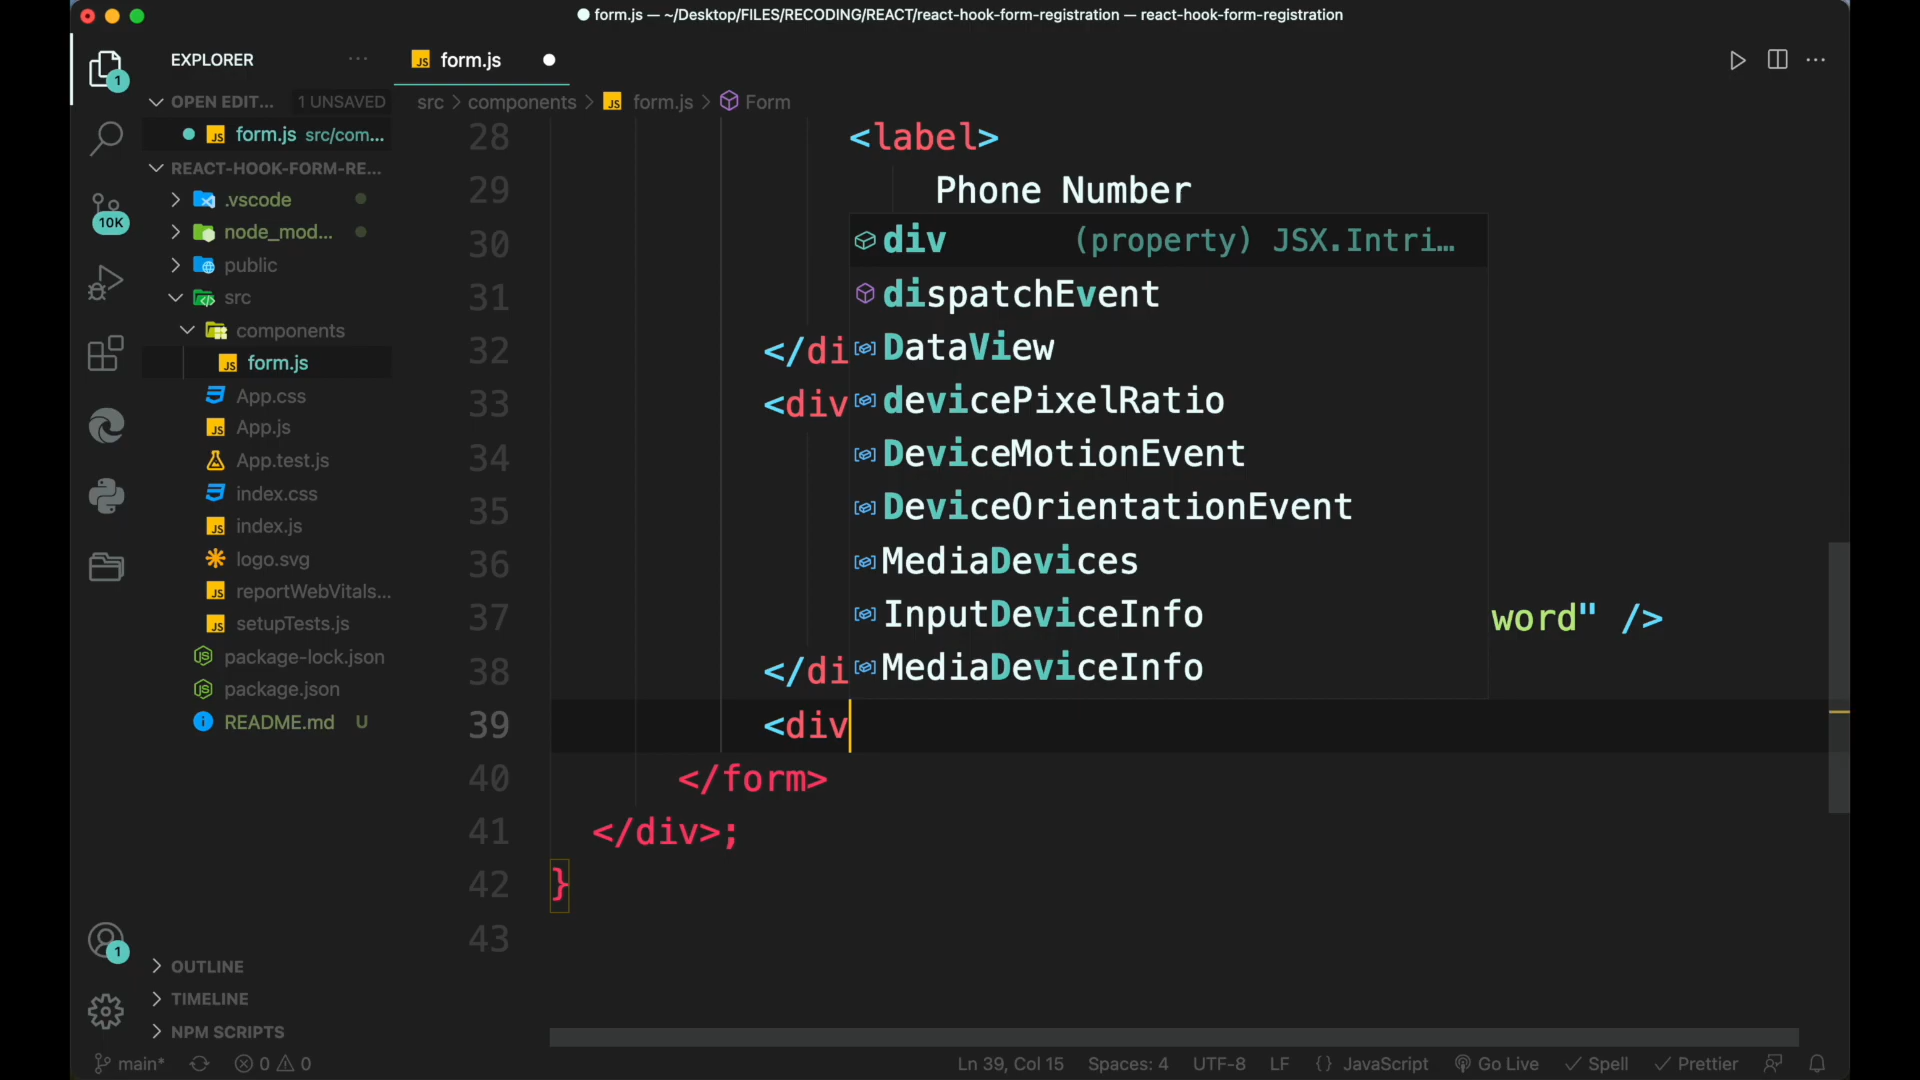 form.js — ~/Desktop/FILES/RECODING/REACT/react-hook-form-registration — react-hook-form-registration
EXPLORER
form.js
1
OPEN EDIT... 1 UNSAVED
form.js src/com...
REACT-HOOK-FORM-RE...
.vscode
node_mod...
public
src
components
form.js
App.css
App.js
App.test.js
index.css
index.js
logo.svg
reportWebVitals...
setupTests.js
package-lock.json
package.json
README.md U
10K
1
OUTLINE
TIMELINE
NPM SCRIPTS
src > components > form.js > Form
28 <label>
29 Phone Number
30
31
32 </di
33 <div
34
35
36
37 word" />
38 </di
39 <div
40 </form>
41 </div>;
42 }
43
div (property) JSX.Intri...
dispatchEvent
DataView
devicePixelRatio
DeviceMotionEvent
DeviceOrientationEvent
MediaDevices
InputDeviceInfo
MediaDeviceInfo
main* 0 0 Ln 39, Col 15 Spaces: 4 UTF-8 LF {} JavaScript Go Live Spell Prettier